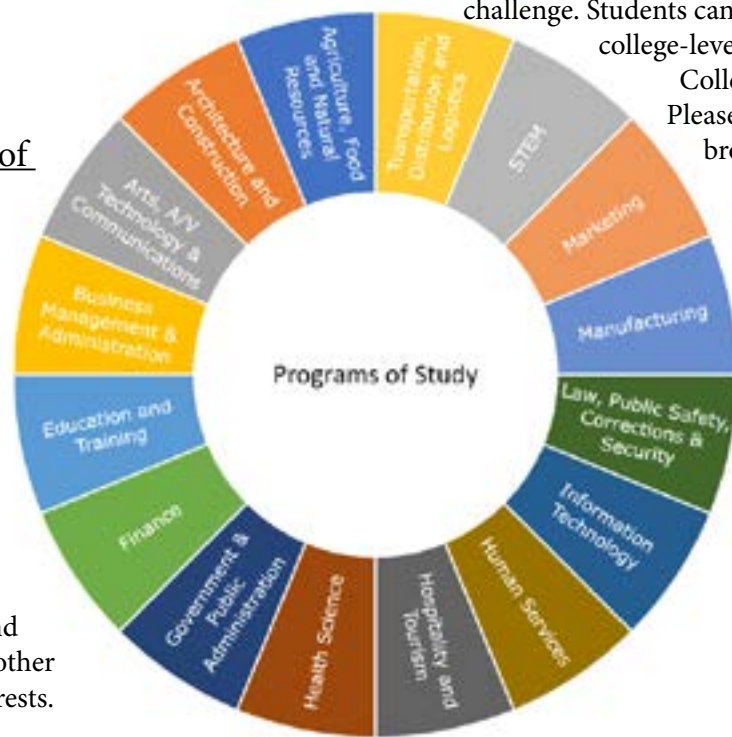 challenge. Students can
college-leve
Colle
Please
bro
of
Transportation,
Distribution and
Logistics
STEM
Marketing
Manufacturing
Law, Public Safety,
Corrections &
Security
Information
Technology
Human Services
Hospitality and
Tourism
Health Science
Government &
Public
Administration
Finance
Education and
Training
Business
Management &
Administration
Arts, A/V
Technology &
Communications
Architecture and
Construction
Agriculture, Food
and Natural
Resources
Programs of Study
nd
other
rests.